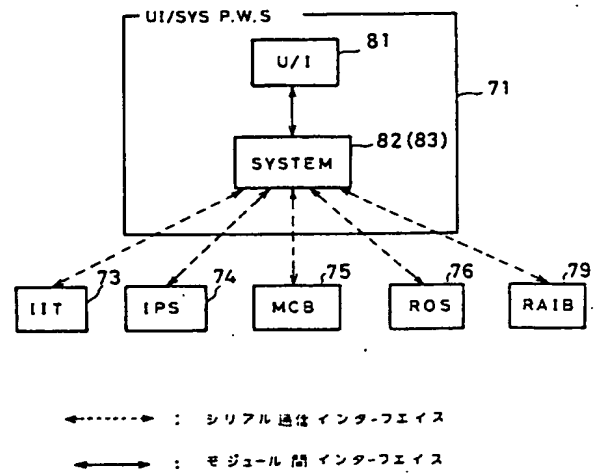 UI/SYS P.W.S
U/I
81
71
SYSTEM
82(83)
IIT
73
IPS
74
MCB
75
ROS
76
RAIB
79
: シリアル通信インターフェイス
: モジュール間インターフェイス